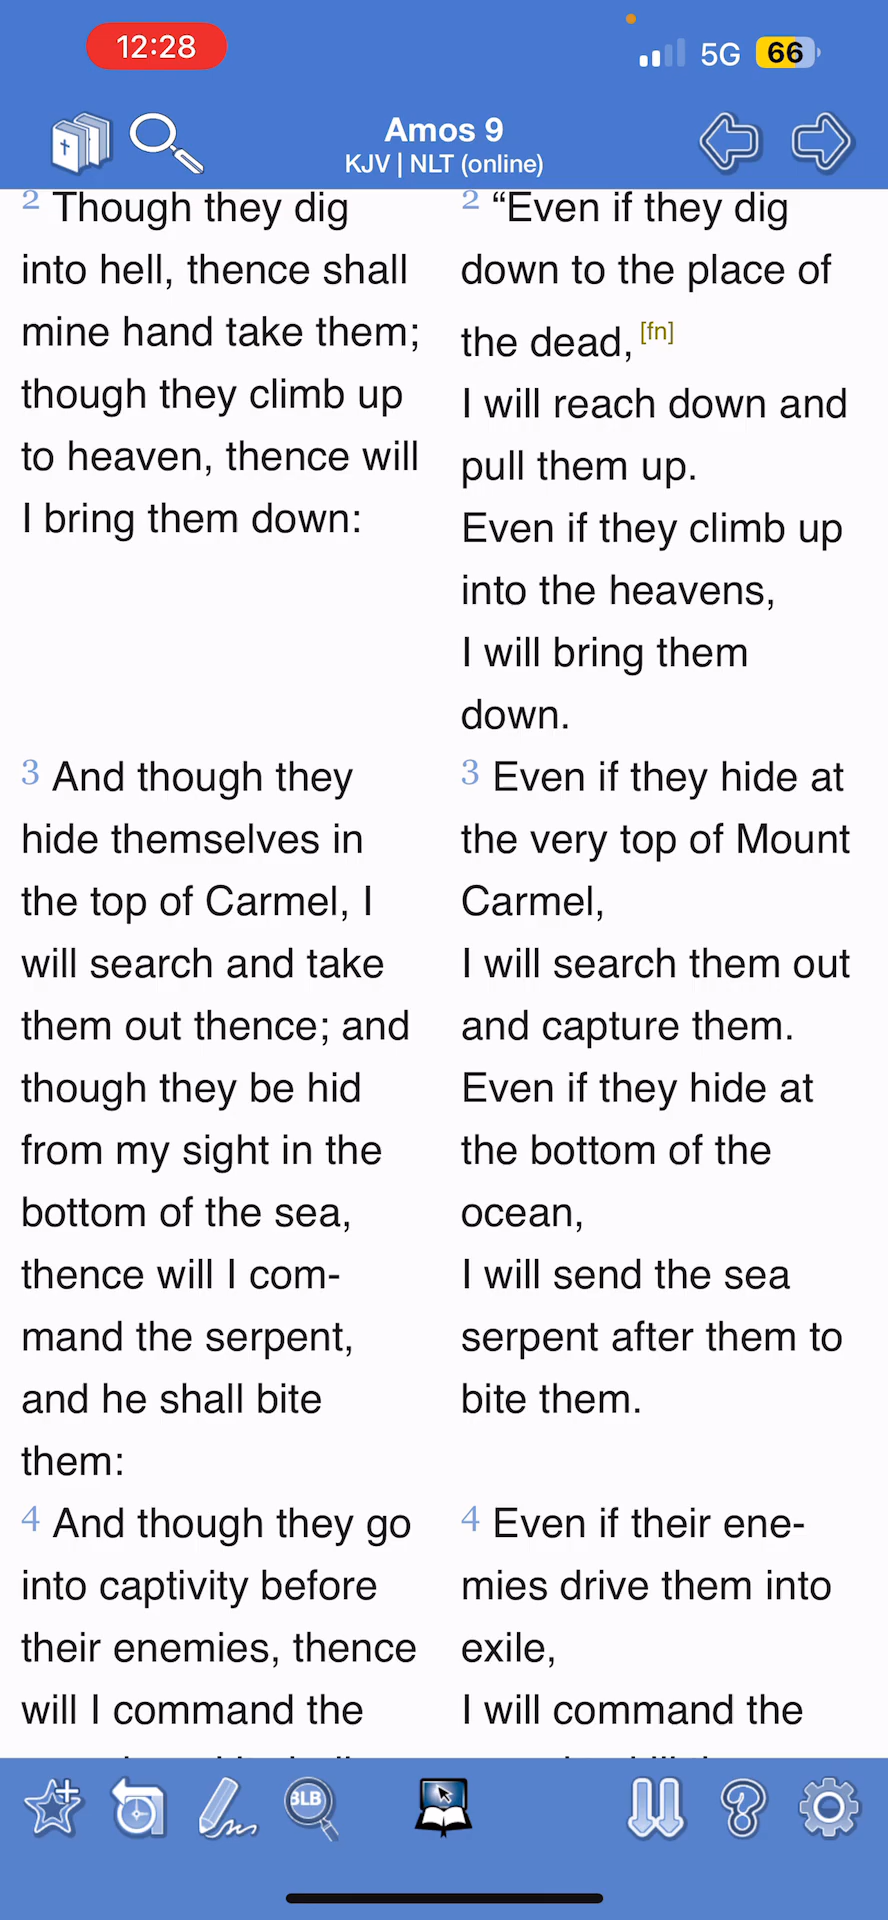 12:28
5G 66
Amos 9
KJV | NLT (online)
2 Though they dig
into hell, thence shall
mine hand take them;
though they climb up
to heaven, thence will
I bring them down:
3 And though they
hide themselves in
the top of Carmel, I
will search and take
them out thence; and
though they be hid
from my sight in the
bottom of the sea,
thence will I com-
mand the serpent,
and he shall bite
them:
4 And though they go
into captivity before
their enemies, thence
will I command the
2 “Even if they dig
down to the place of
the dead, [fn]
I will reach down and
pull them up.
Even if they climb up
into the heavens,
I will bring them
down.
3 Even if they hide at
the very top of Mount
Carmel,
I will search them out
and capture them.
Even if they hide at
the bottom of the
ocean,
I will send the sea
serpent after them to
bite them.
4 Even if their ene-
mies drive them into
exile,
I will command the
BLB